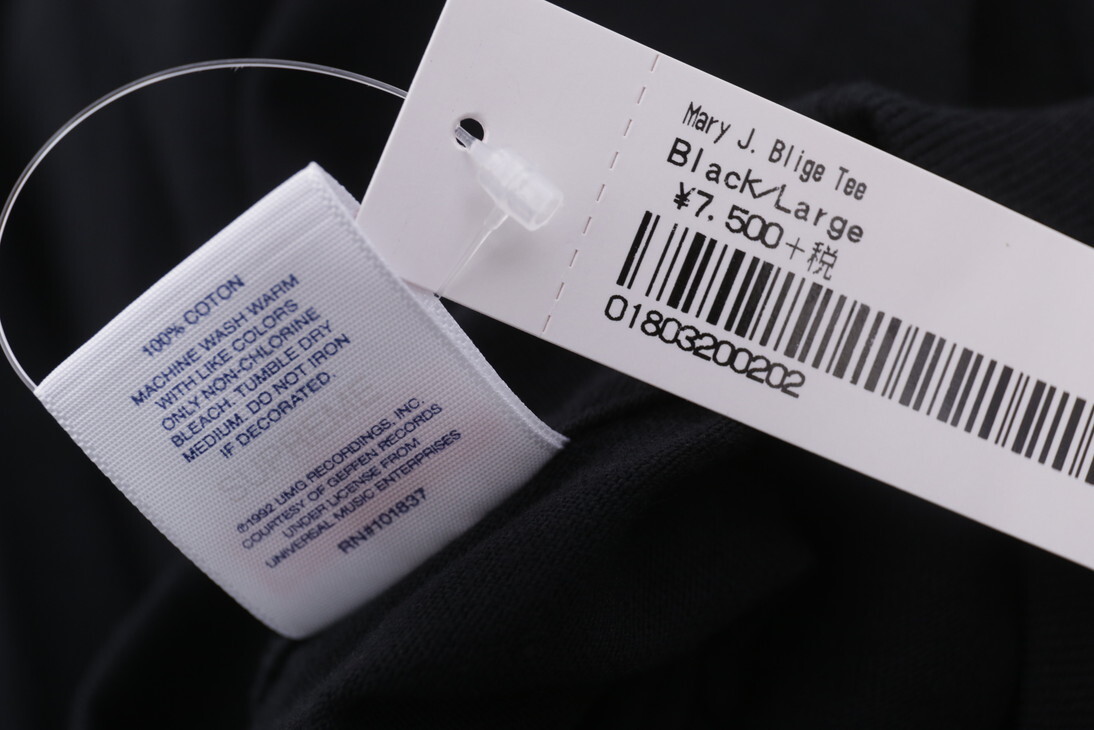 100% COTON
MACHINE WASH WARM
WITH LIKE COLORS
ONLY NON-CHLORINE
BLEACH. TUMBLE DRY
MEDIUM. DO NOT IRON
IF DECORATED.
©1992 UMG RECORDINGS, INC.
COURTESY OF GEFFEN RECORDS
UNDER LICENSE FROM
UNIVERSAL MUSIC ENTERPRISES
RN#101837
Mary J. Blige Tee
Black/Large
¥7.500+税
01803200202